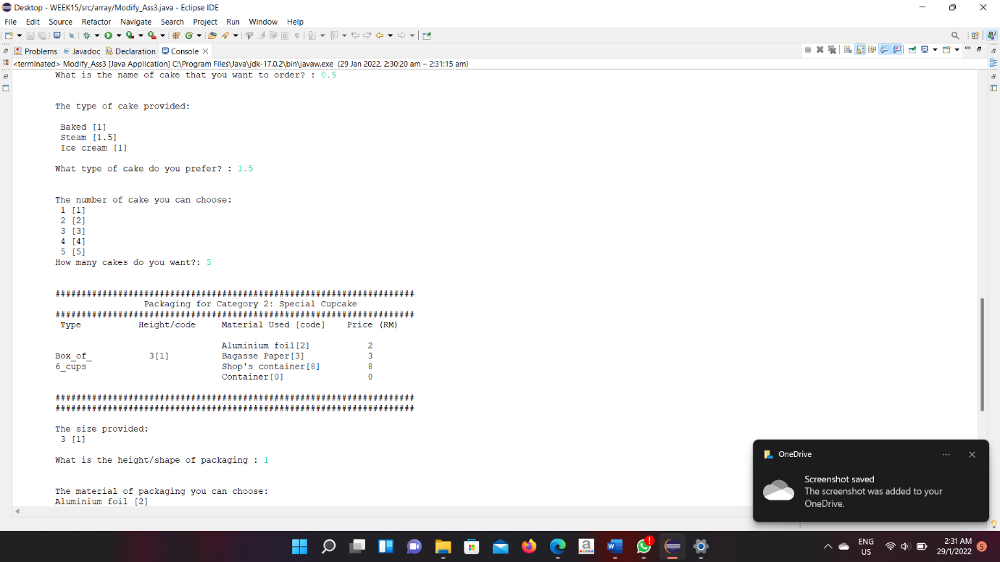 Desktop - WEEK15/src/array/Modify_Ass3.java - Eclipse IDE
File Edit Source Refactor Navigate Search Project Run Window Help
Problems Javadoc Declaration Console
<terminated> Modify_Ass3 [Java Application] C:\Program Files\Java\jdk-17.0.2\bin\javaw.exe (29 Jan 2022, 2:30:20 am – 2:31:15 am)
What is the name of cake that you want to order? : 0.5
The type of cake provided:
Baked [1]
Steam [1.5]
Ice cream [1]
What type of cake do you prefer? : 1.5
The number of cake you can choose:
1 [1]
2 [2]
3 [3]
4 [4]
5 [5]
How many cakes do you want?: 5
#####################################################################
Packaging for Category 2: Special Cupcake
#####################################################################
Type Height/code Material Used [code] Price (RM)
Aluminium foil[2] 2
Box_of_ 3[1] Bagasse Paper[3] 3
6_cups Shop's container[8] 8
Container[0] 0
#####################################################################
#####################################################################
The size provided:
3 [1]
What is the height/shape of packaging : 1
The material of packaging you can choose:
Aluminium foil [2]
OneDrive
Screenshot saved
The screenshot was added to your
OneDrive.
ENG
US
2:31 AM
29/1/2022
5